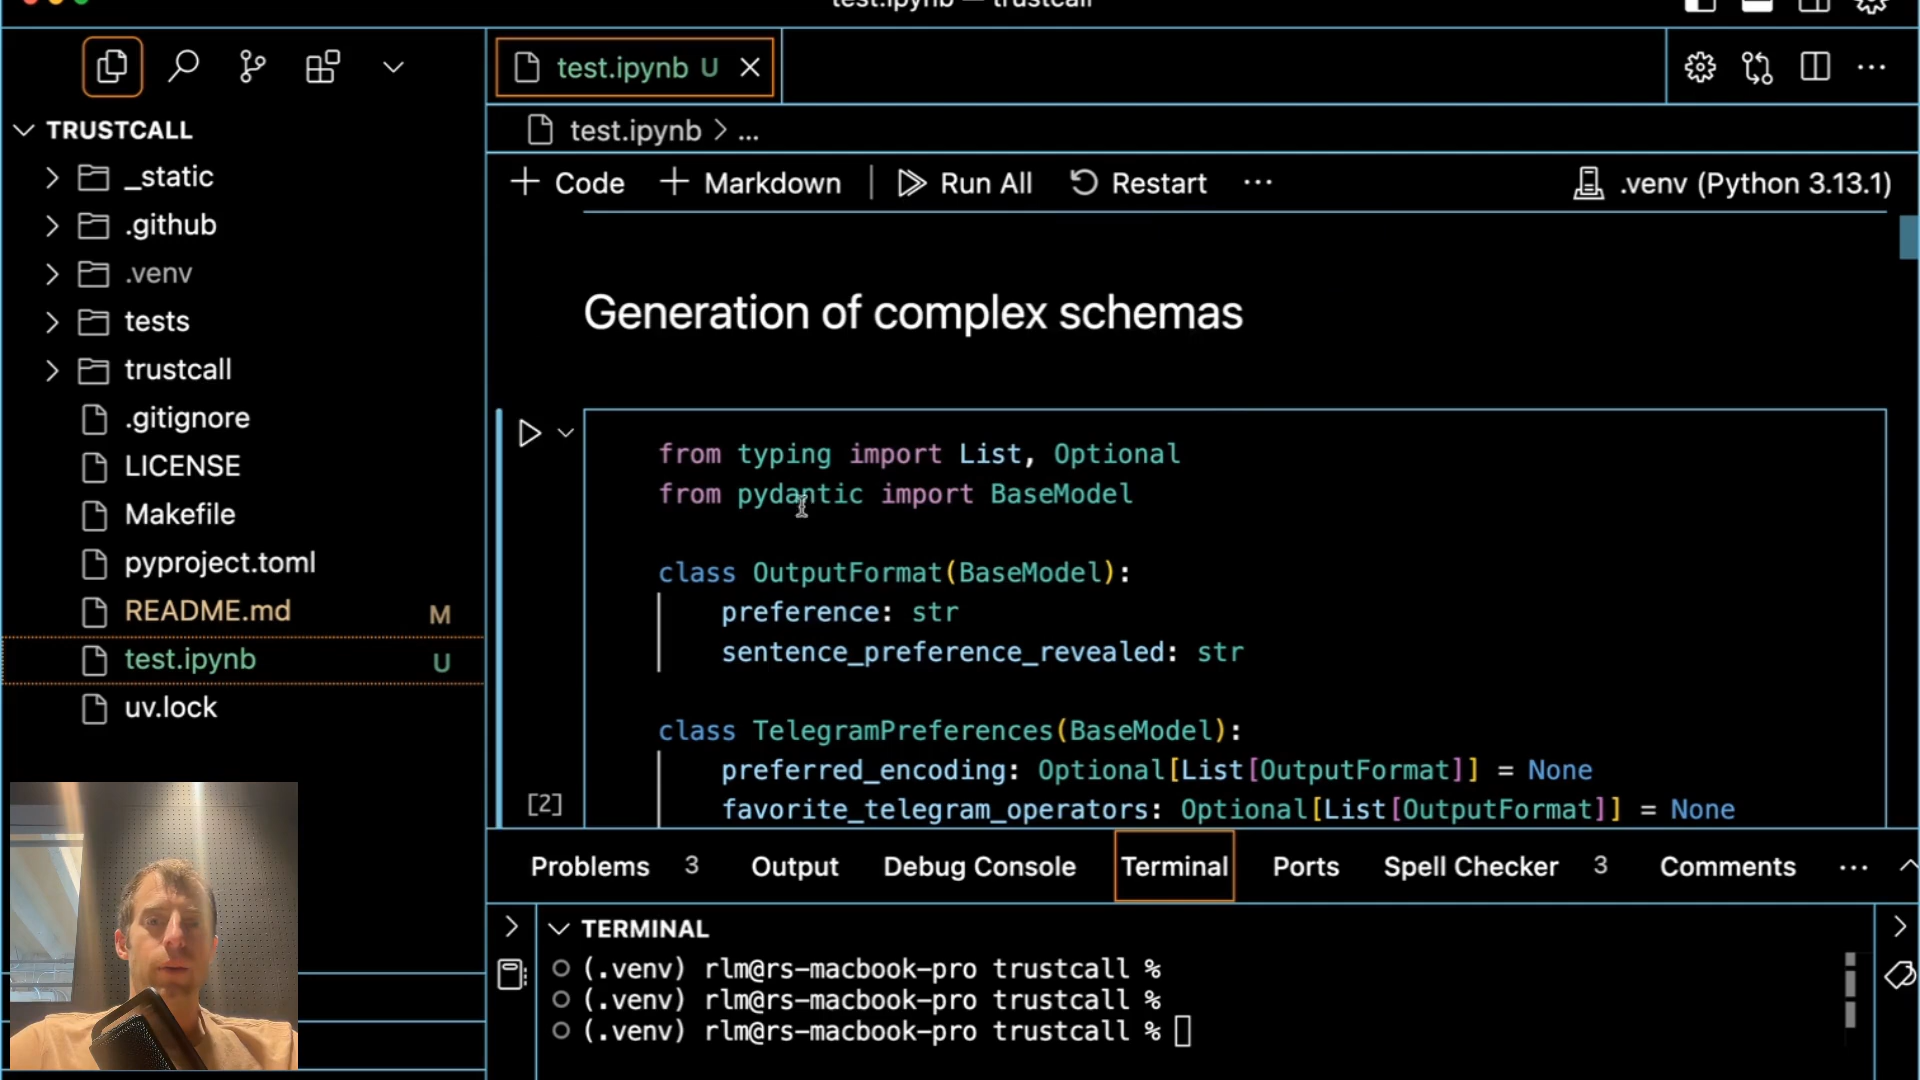 test.ipynb — trustcall
TRUSTCALL
_static
.github
.venv
tests
trustcall
.gitignore
LICENSE
Makefile
pyproject.toml
README.md M
test.ipynb U
uv.lock
test.ipynb U
test.ipynb > ...
Code Markdown Run All Restart ... .venv (Python 3.13.1)
Generation of complex schemas
from typing import List, Optional
from pydantic import BaseModel
class OutputFormat(BaseModel):
preference: str
sentence_preference_revealed: str
class TelegramPreferences(BaseModel):
preferred_encoding: Optional[List[OutputFormat]] = None
favorite_telegram_operators: Optional[List[OutputFormat]] = None
[2]
Problems 3 Output Debug Console Terminal Ports Spell Checker 3 Comments ...
TERMINAL
(.venv) rlm@rs-macbook-pro trustcall %
(.venv) rlm@rs-macbook-pro trustcall %
(.venv) rlm@rs-macbook-pro trustcall %